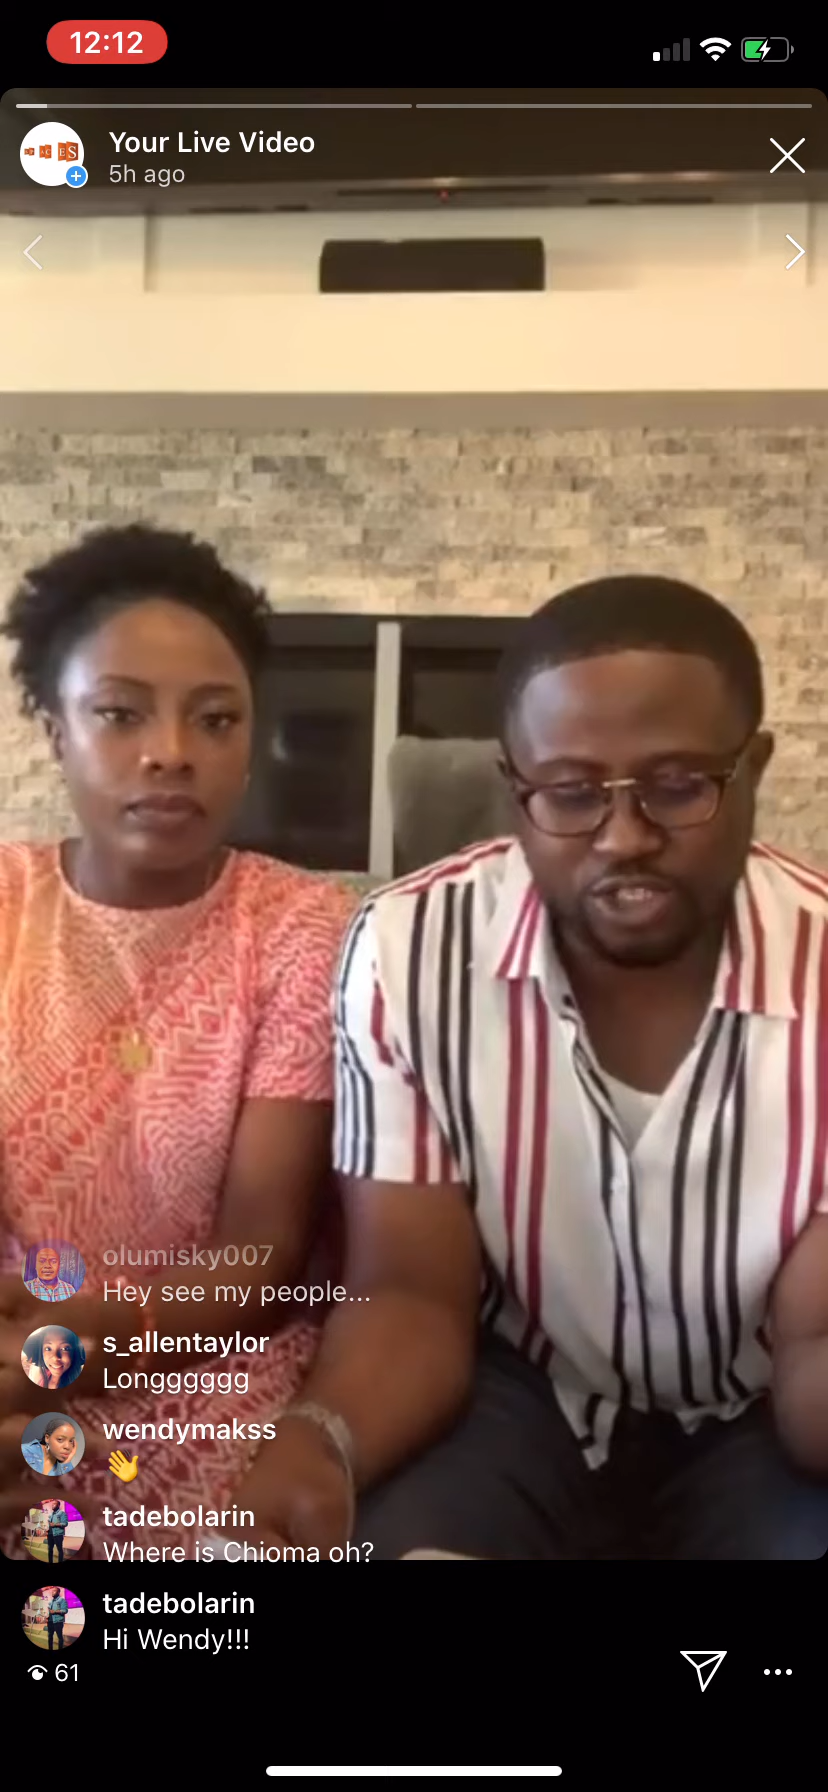 12:12
Your Live Video
5h ago
olumisky007
Hey see my people...
s_allentaylor
Longggggg
wendymakss
👋
tadebolarin
Where is Chioma oh?
tadebolarin
Hi Wendy!!!
61